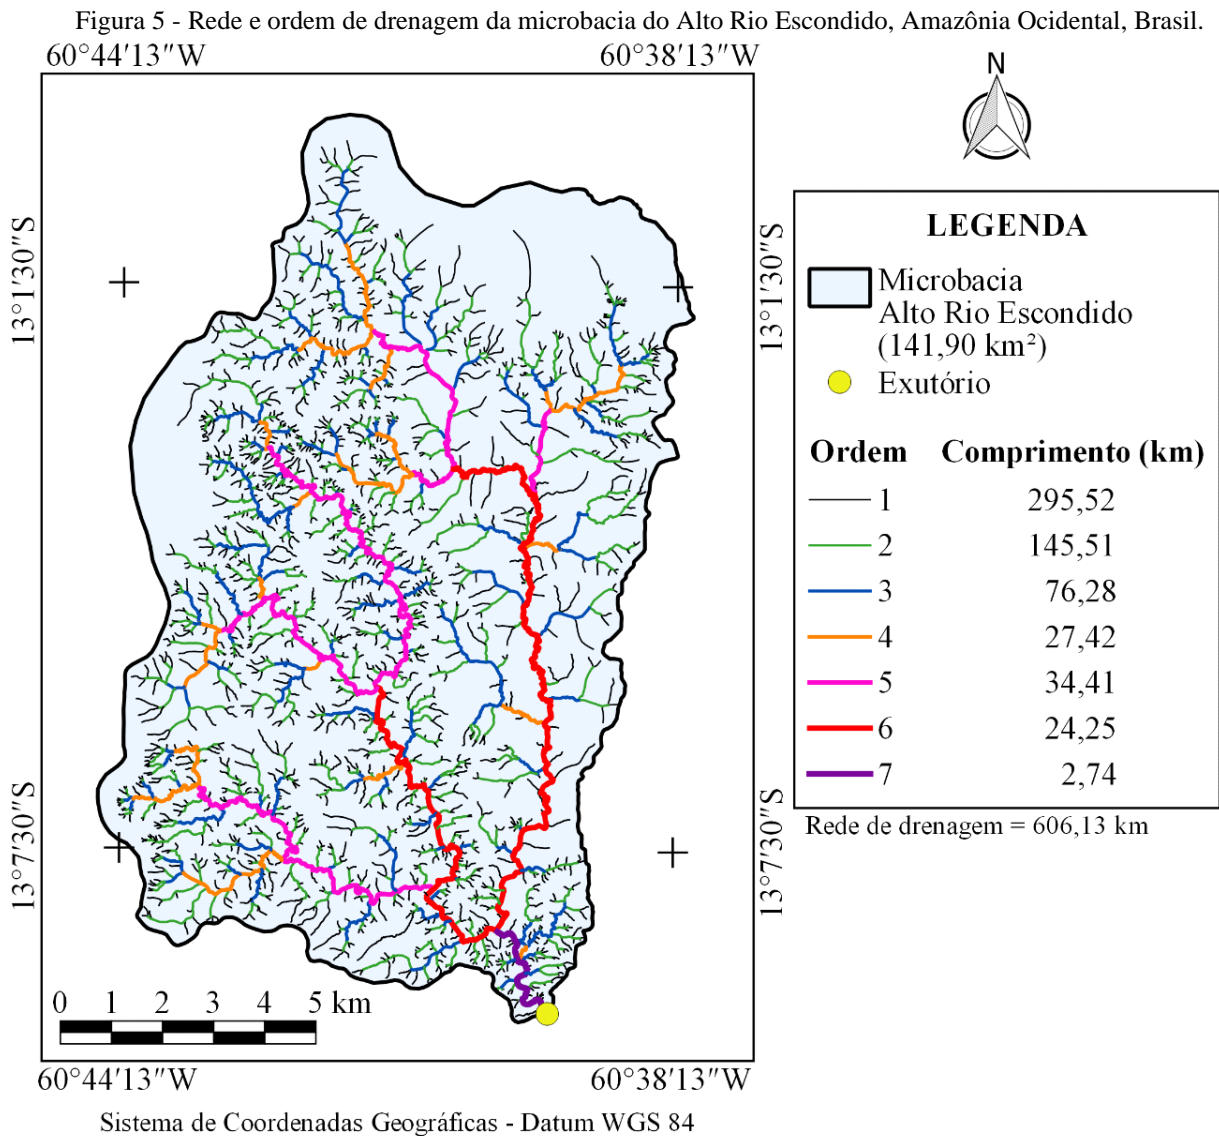 Figura 5 - Rede e ordem de drenagem da microbacia do Alto Rio Escondido, Amazônia Ocidental, Brasil.
60°44'13"W
60°38'13"W
N
13°1'30"S
13°1'30"S
LEGENDA
Microbacia
Alto Rio Escondido
(141,90 km²)
Exutório
Ordem Comprimento (km)
1 295,52
2 145,51
3 76,28
4 27,42
5 34,41
6 24,25
7 2,74
Rede de drenagem = 606,13 km
13°7'30"S
13°7'30"S
0 1 2 3 4 5 km
60°44'13"W
60°38'13"W
Sistema de Coordenadas Geográficas - Datum WGS 84